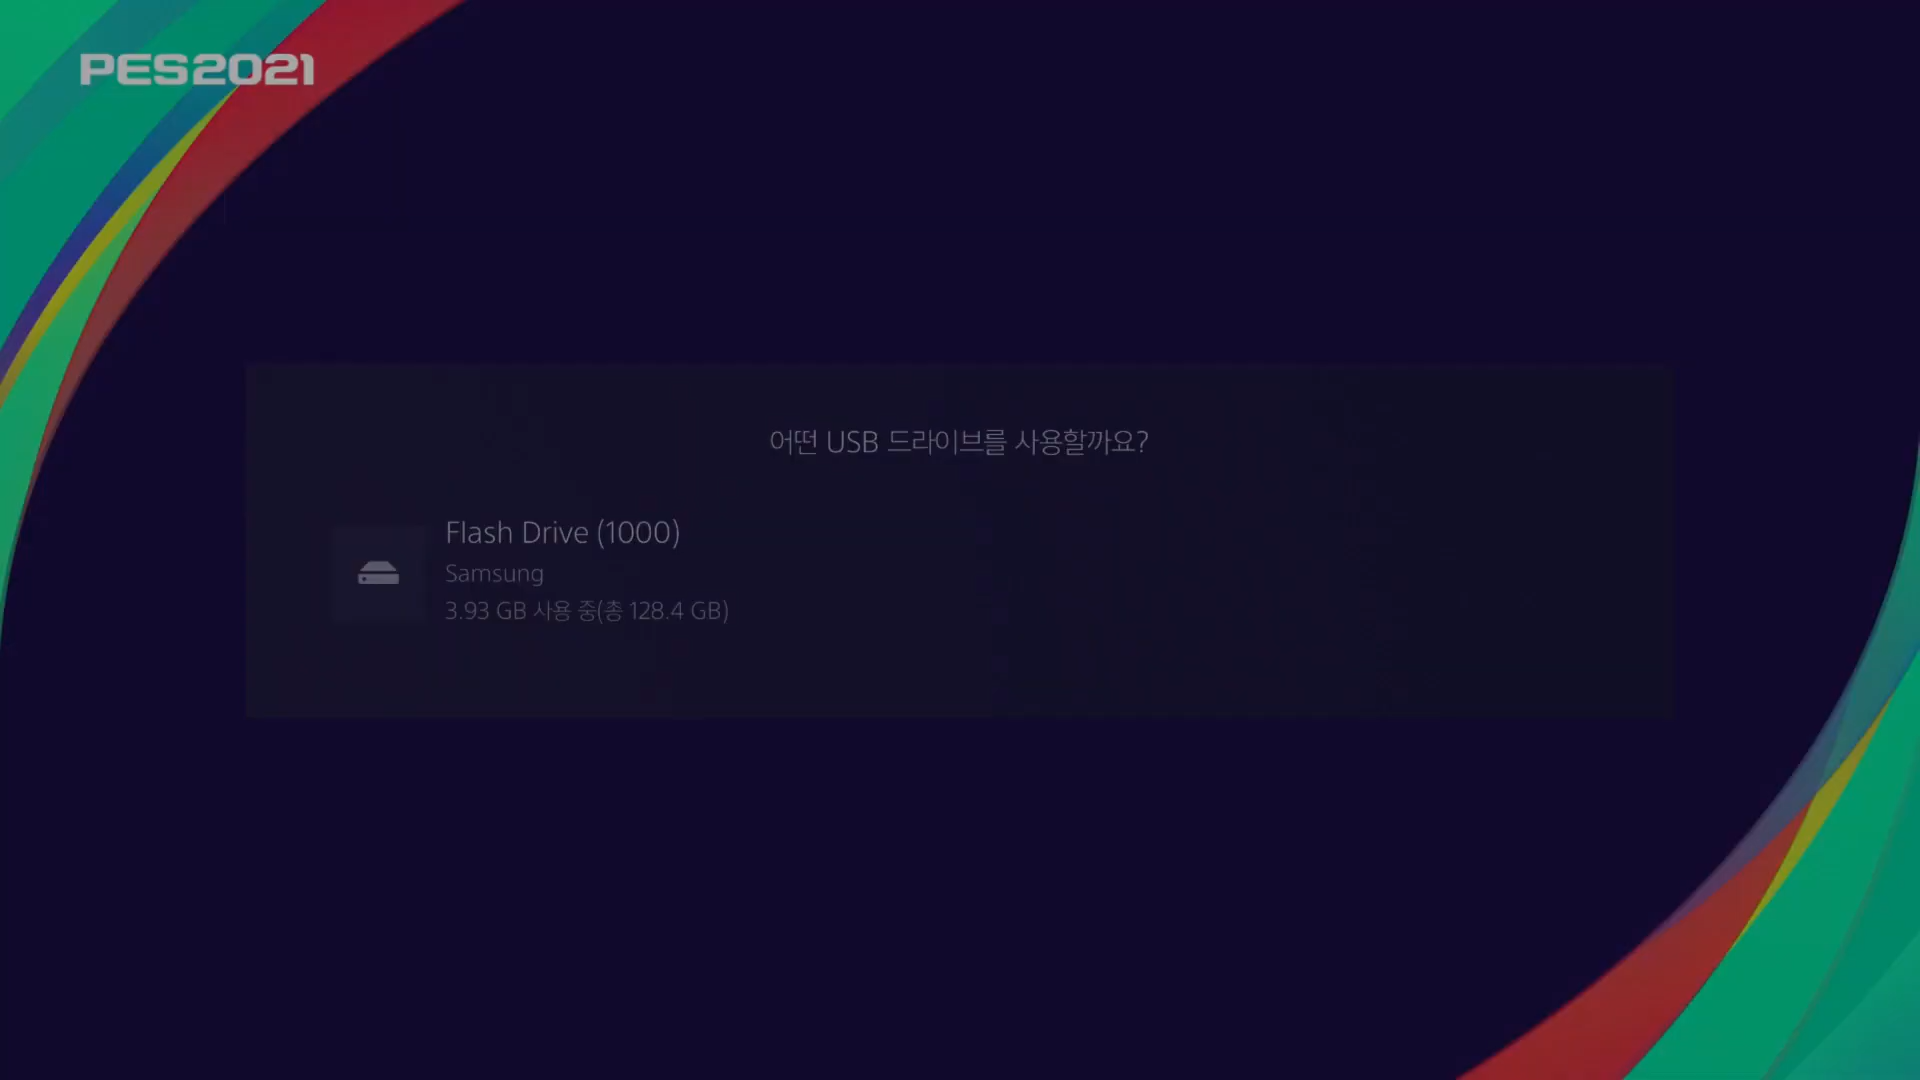 PES2021
어떤 USB 드라이브를 사용할까요?
Flash Drive (1000)
Samsung
3.93 GB 사용 중(총 128.4 GB)